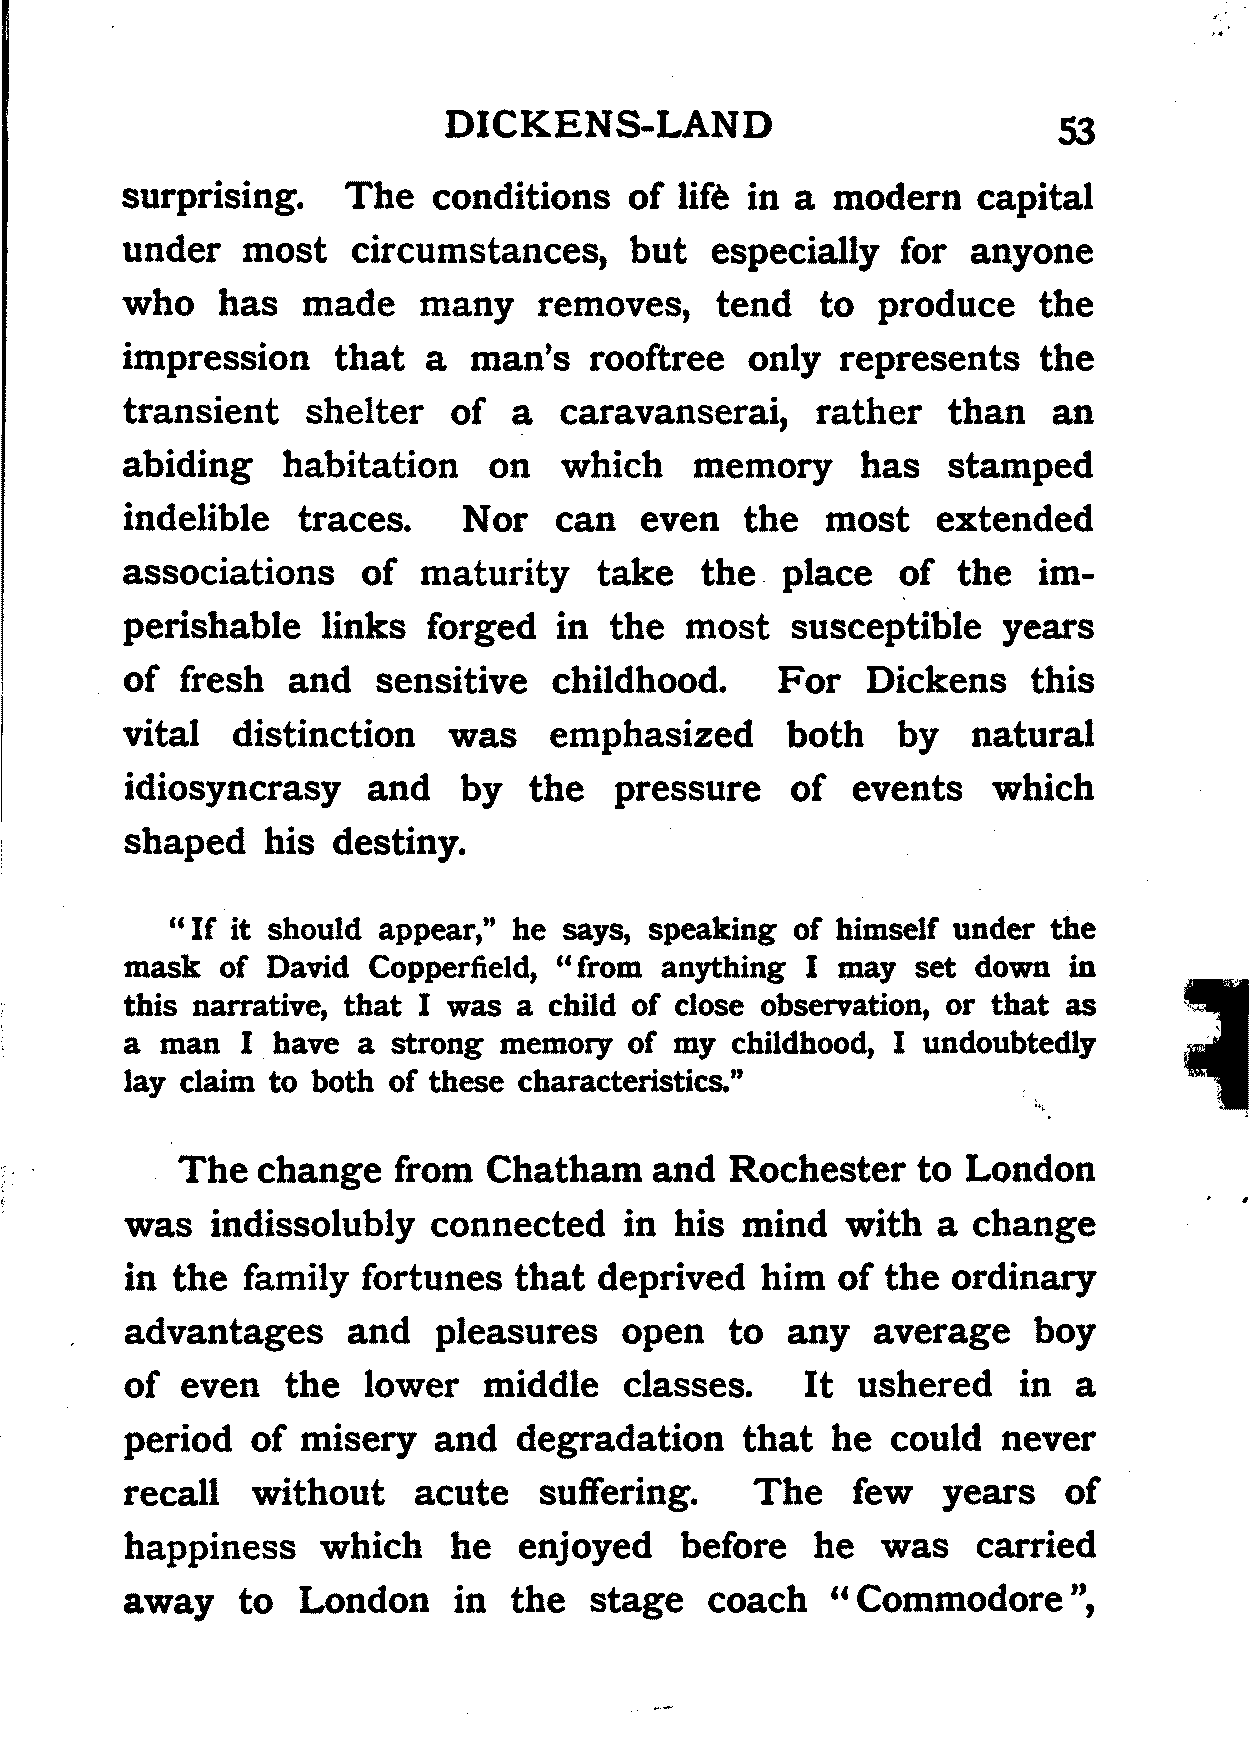 DICKENS-LAND 53
surprising. The conditions of life in a modern capital
under most circumstances, but especially for anyone
who has made many removes, tend to produce the
impression that a man's rooftree only represents the
transient shelter of a caravanserai, rather than an
abiding habitation on which memory has stamped
indelible traces. Nor can even the most extended
associations of maturity take the place of the im-
perishable links forged in the most susceptible years
of fresh and sensitive childhood. For Dickens this
vital distinction was emphasized both by natural
idiosyncrasy and by the pressure of events which
shaped his destiny.
"If it should appear," he says, speaking of himself under the
mask of David Copperfield, "from anything I may set down in
this narrative, that I was a child of close observation, or that as
a man I have a strong memory of my childhood, I undoubtedly
lay claim to both of these characteristics."
The change from Chatham and Rochester to London
was indissolubly connected in his mind with a change
in the family fortunes that deprived him of the ordinary
advantages and pleasures open to any average boy
of even the lower middle classes. It ushered in a
period of misery and degradation that he could never
recall without acute suffering. The few years of
happiness which he enjoyed before he was carried
away to London in the stage coach "Commodore",